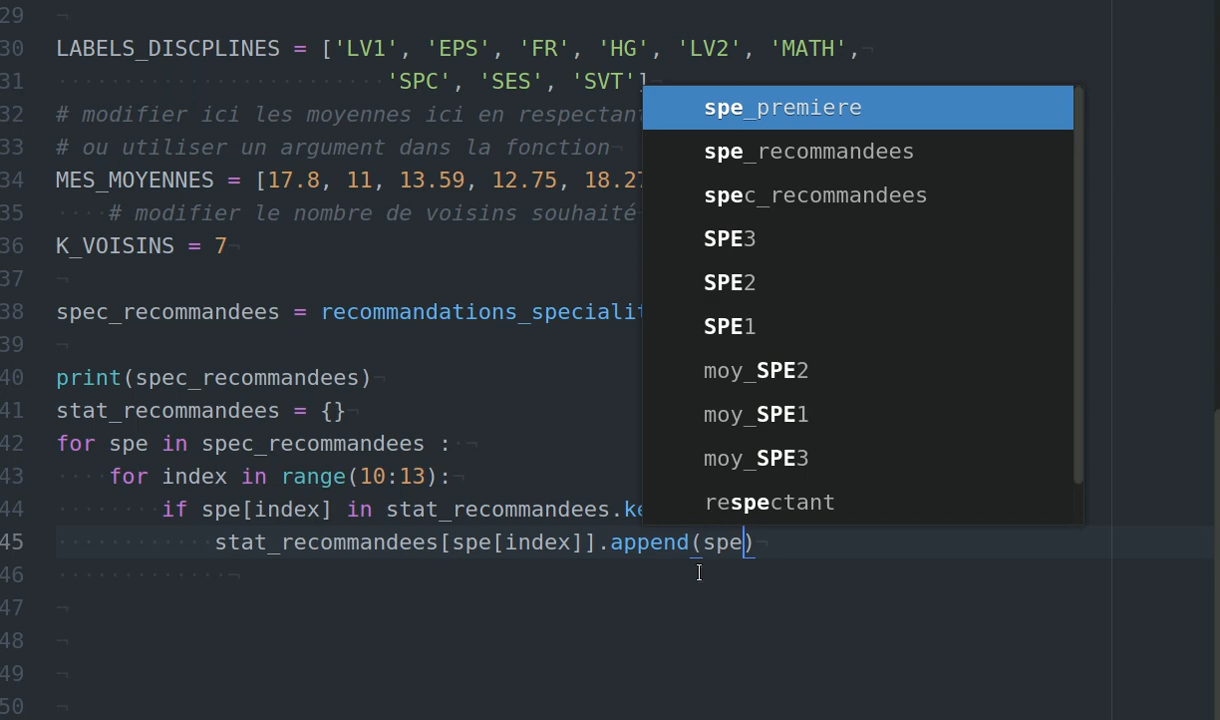 29
30 LABELS_DISCPLINES = ['LV1', 'EPS', 'FR', 'HG', 'LV2', 'MATH',
31 'SPC', 'SES', 'SVT']
32 # modifier ici les moyennes ici en respectant
33 # ou utiliser un argument dans la fonction
34 MES_MOYENNES = [17.8, 11, 13.59, 12.75, 18.27
35 # modifier le nombre de voisins souhaité
36 K_VOISINS = 7
37
38 spec_recommandees = recommandations_specialit
39
40 print(spec_recommandees)
41 stat_recommandees = {}
42 for spe in spec_recommandees :
43 for index in range(10:13):
44 if spe[index] in stat_recommandees.ke
45 stat_recommandees[spe[index]].append(spe)
46
47
48
49
50
spe_premiere
spe_recommandees
spec_recommandees
SPE3
SPE2
SPE1
moy_SPE2
moy_SPE1
moy_SPE3
respectant